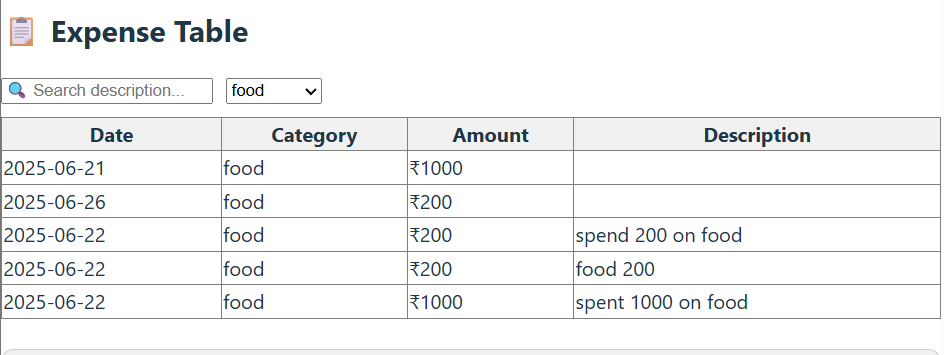 📋 Expense Table
🔍 Search description... food
Date Category Amount Description
2025-06-21 food ₹1000
2025-06-26 food ₹200
2025-06-22 food ₹200 spend 200 on food
2025-06-22 food ₹200 food 200
2025-06-22 food ₹1000 spent 1000 on food